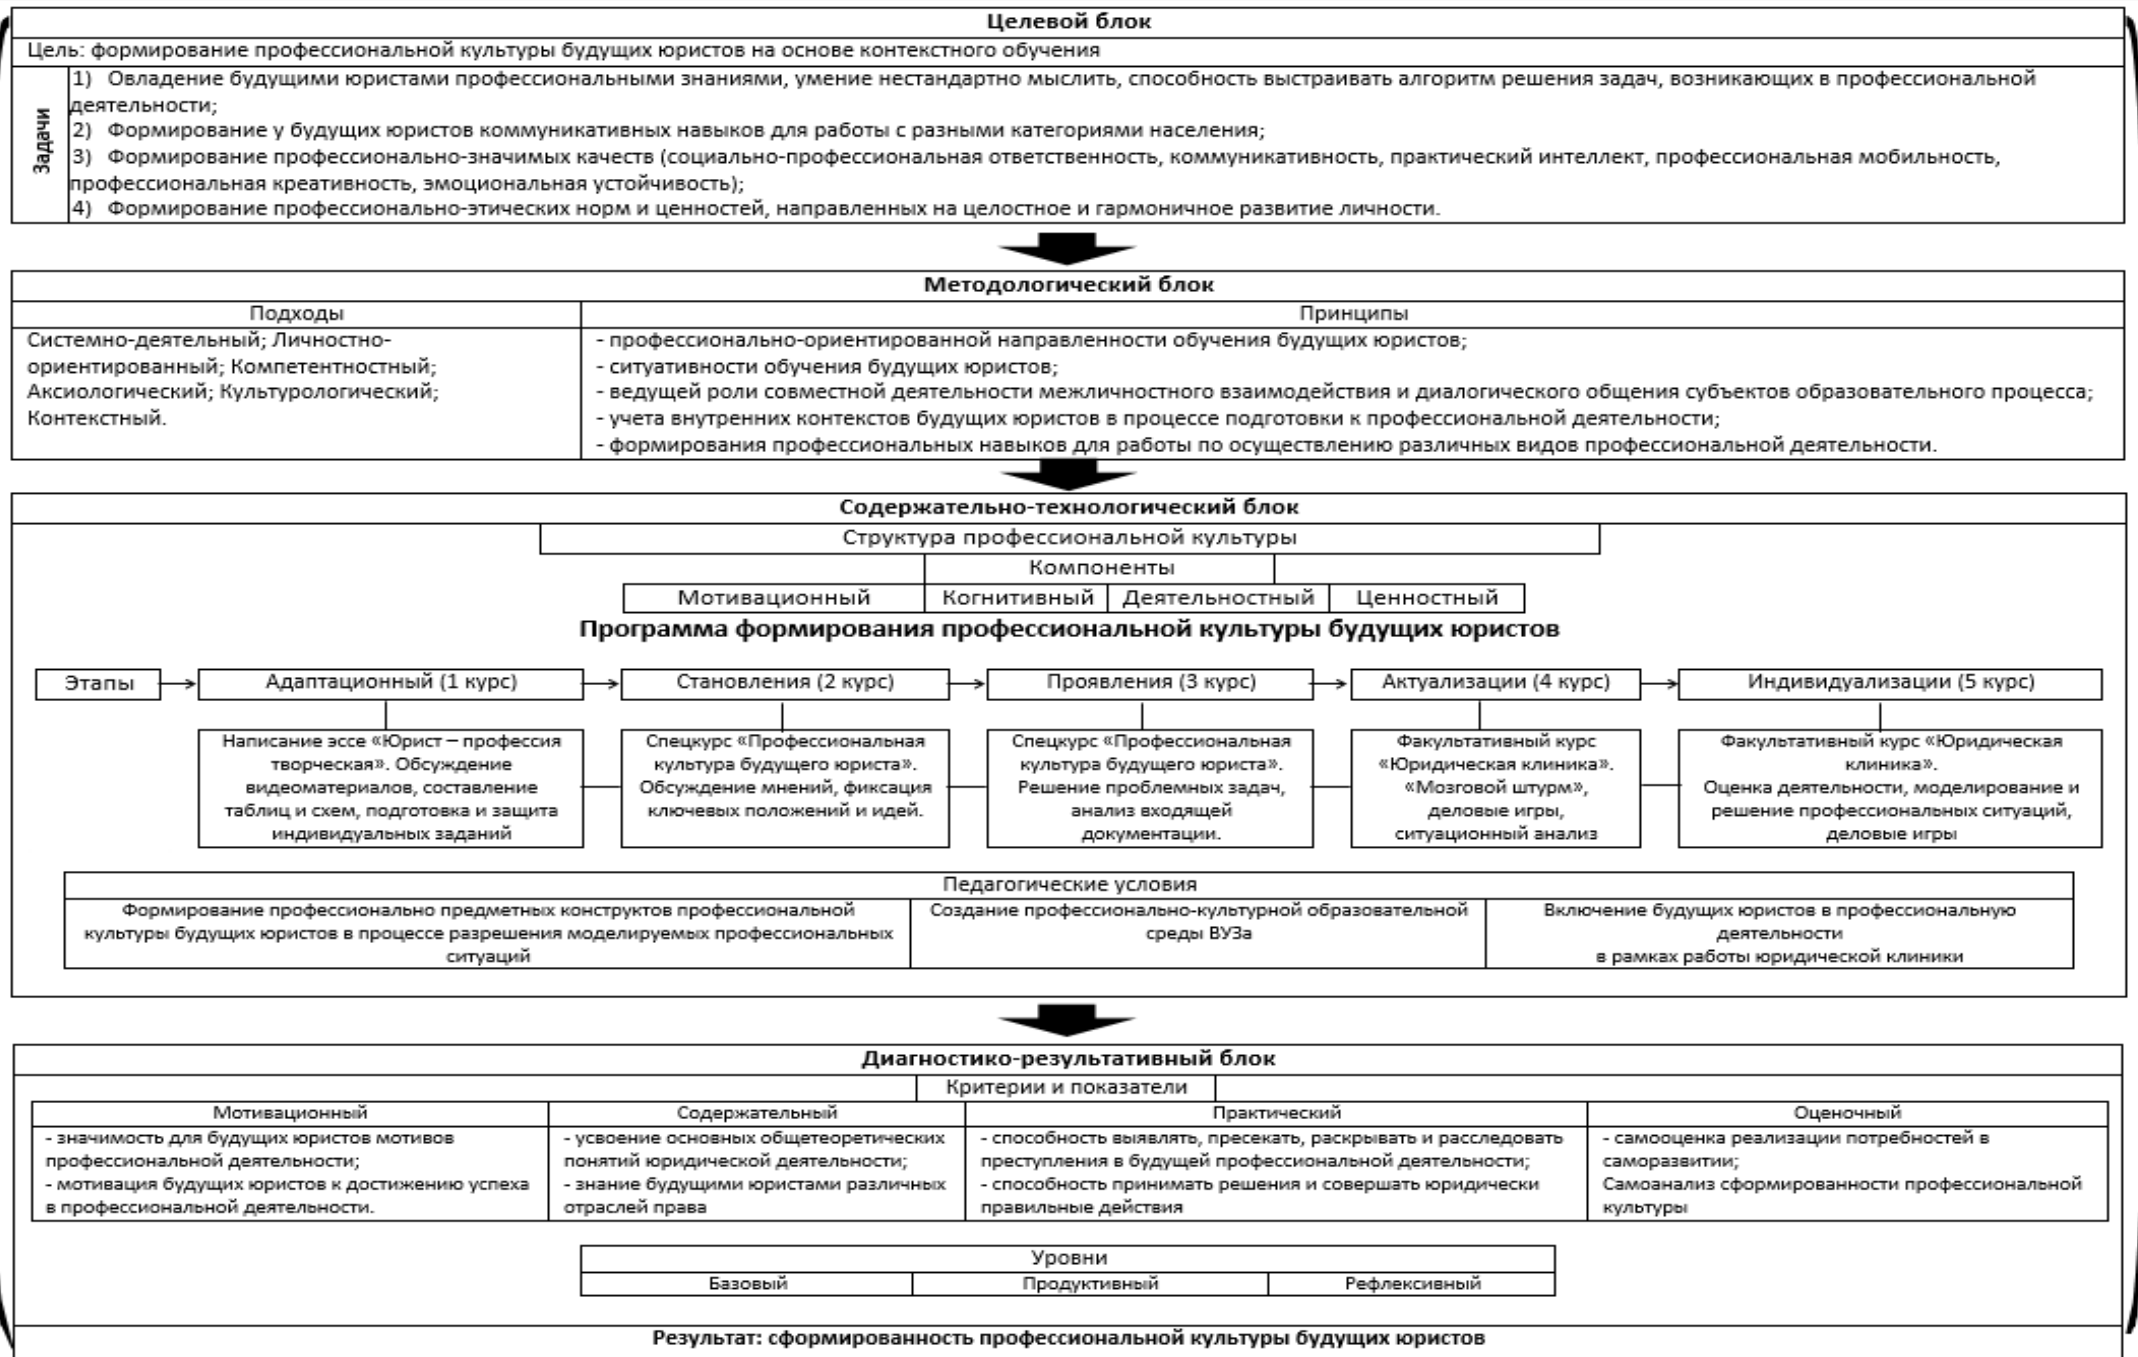 Целевой блок
Цель: формирование профессиональной культуры будущих юристов на основе контекстного обучения
Задачи
1) Овладение будущими юристами профессиональными знаниями, умение нестандартно мыслить, способность выстраивать алгоритм решения задач, возникающих в профессиональной
деятельности;
2) Формирование у будущих юристов коммуникативных навыков для работы с разными категориями населения;
3) Формирование профессионально-значимых качеств (социально-профессиональная ответственность, коммуникативность, практический интеллект, профессиональная мобильность,
профессиональная креативность, эмоциональная устойчивость);
4) Формирование профессионально-этических норм и ценностей, направленных на целостное и гармоничное развитие личности.
Методологический блок
Подходы
Системно-деятельный; Личностно-
ориентированный; Компетентностный;
Аксиологический; Культурологический;
Контекстный.
Принципы
- профессионально-ориентированной направленности обучения будущих юристов;
- ситуативности обучения будущих юристов;
- ведущей роли совместной деятельности межличностного взаимодействия и диалогического общения субъектов образовательного процесса;
- учета внутренних контекстов будущих юристов в процессе подготовки к профессиональной деятельности;
- формирования профессиональных навыков для работы по осуществлению различных видов профессиональной деятельности.
Содержательно-технологический блок
Структура профессиональной культуры
Компоненты
Мотивационный
Когнитивный
Деятельностный
Ценностный
Программа формирования профессиональной культуры будущих юристов
Этапы
Адаптационный (1 курс)
Становления (2 курс)
Проявления (3 курс)
Актуализации (4 курс)
Индивидуализации (5 курс)
Написание эссе «Юрист – профессия
творческая». Обсуждение
видеоматериалов, составление
таблиц и схем, подготовка и защита
индивидуальных заданий
Спецкурс «Профессиональная
культура будущего юриста».
Обсуждение мнений, фиксация
ключевых положений и идей.
Спецкурс «Профессиональная
культура будущего юриста».
Решение проблемных задач,
анализ входящей
документации.
Факультативный курс
«Юридическая клиника».
«Мозговой штурм»,
деловые игры,
ситуационный анализ
Факультативный курс «Юридическая
клиника».
Оценка деятельности, моделирование и
решение профессиональных ситуаций,
деловые игры
Педагогические условия
Формирование профессионально предметных конструктов профессиональной
культуры будущих юристов в процессе разрешения моделируемых профессиональных
ситуаций
Создание профессионально-культурной образовательной
среды ВУЗа
Включение будущих юристов в профессиональную
деятельности
в рамках работы юридической клиники
Диагностико-результативный блок
Критерии и показатели
Мотивационный
- значимость для будущих юристов мотивов
профессиональной деятельности;
- мотивация будущих юристов к достижению успеха
в профессиональной деятельности.
Содержательный
- усвоение основных общетеоретических
понятий юридической деятельности;
- знание будущими юристами различных
отраслей права
Практический
- способность выявлять, пресекать, раскрывать и расследовать
преступления в будущей профессиональной деятельности;
- способность принимать решения и совершать юридически
правильные действия
Оценочный
- самооценка реализации потребностей в
саморазвитии;
Самоанализ сформированности профессиональной
культуры
Уровни
Базовый
Продуктивный
Рефлексивный
Результат: сформированность профессиональной культуры будущих юристов